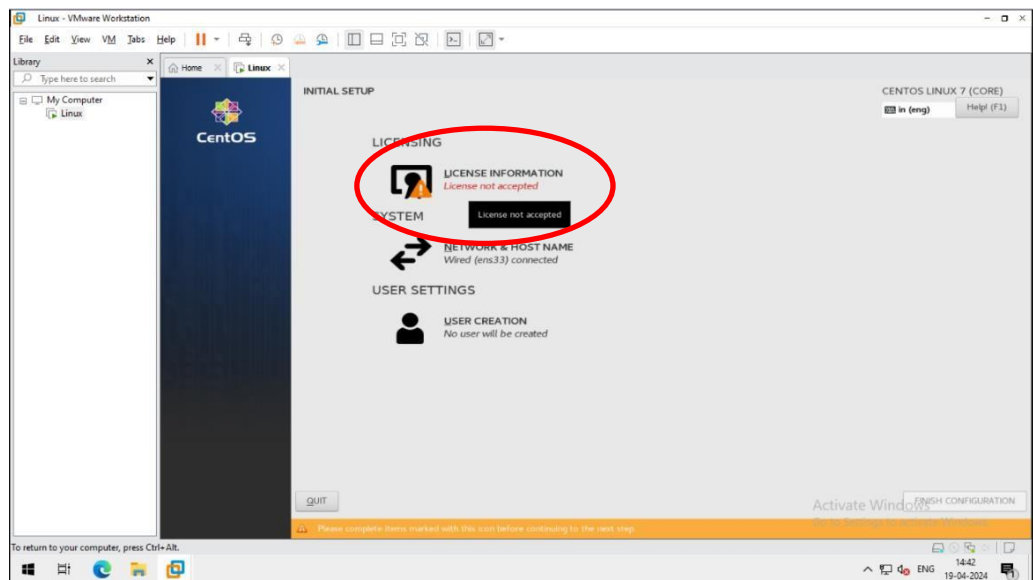 Linux - VMware Workstation
File Edit View VM Tabs Help
Library
Type here to search
My Computer
Linux
Home
Linux
CentOS
INITIAL SETUP
CENTOS LINUX 7 (CORE)
in (eng)
Help! (F1)
LICENSING
LICENSE INFORMATION
License not accepted
License not accepted
SYSTEM
NETWORK & HOST NAME
Wired (ens33) connected
USER SETTINGS
USER CREATION
No user will be created
QUIT
Activate Windows
FINISH CONFIGURATION
Go to Settings to activate Windows.
Please complete items marked with this icon before continuing to the next step.
To return to your computer, press Ctrl+Alt.
ENG
14:42
19-04-2024